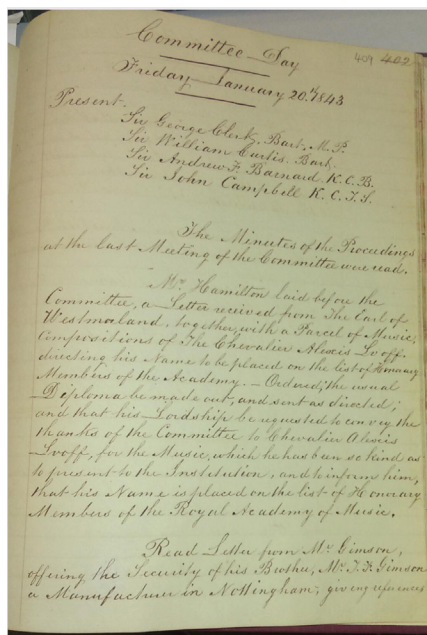 409 402
Committee Day
Friday January 20th 1843
Present.
Sir George Clerk, Bart. M.P.
Sir William Curtis. Bart.
Sir Andrew F. Barnard K.C.B.
Sir John Campbell K.C.T.S.
The Minutes of the Proceedings
at the last Meeting of the Committee were read.
Mr. Hamilton laid before the
Committee, a Letter received from The Earl of
Westmorland, together with a Parcel of Music,
Compositions of The Chevalier Alexis Lvoff.
directing his Name to be placed on the list of Honorary
Members of the Academy. – Ordered; the usual
Diploma be made out, and sent as directed;
and that his Lordship be requested to convey the
thanks of the Committee to Chevalier Alexis
Lvoff, for the Music, which he has been so kind as
to present to the Institution, and to inform him,
that his Name is placed on the list of Honorary
Members of the Royal Academy of Music.
Read Letter from Mr. Gimson,
offering the Security of his Brother, Mr. Gimson
a Manufacturer in Nottingham; giving references